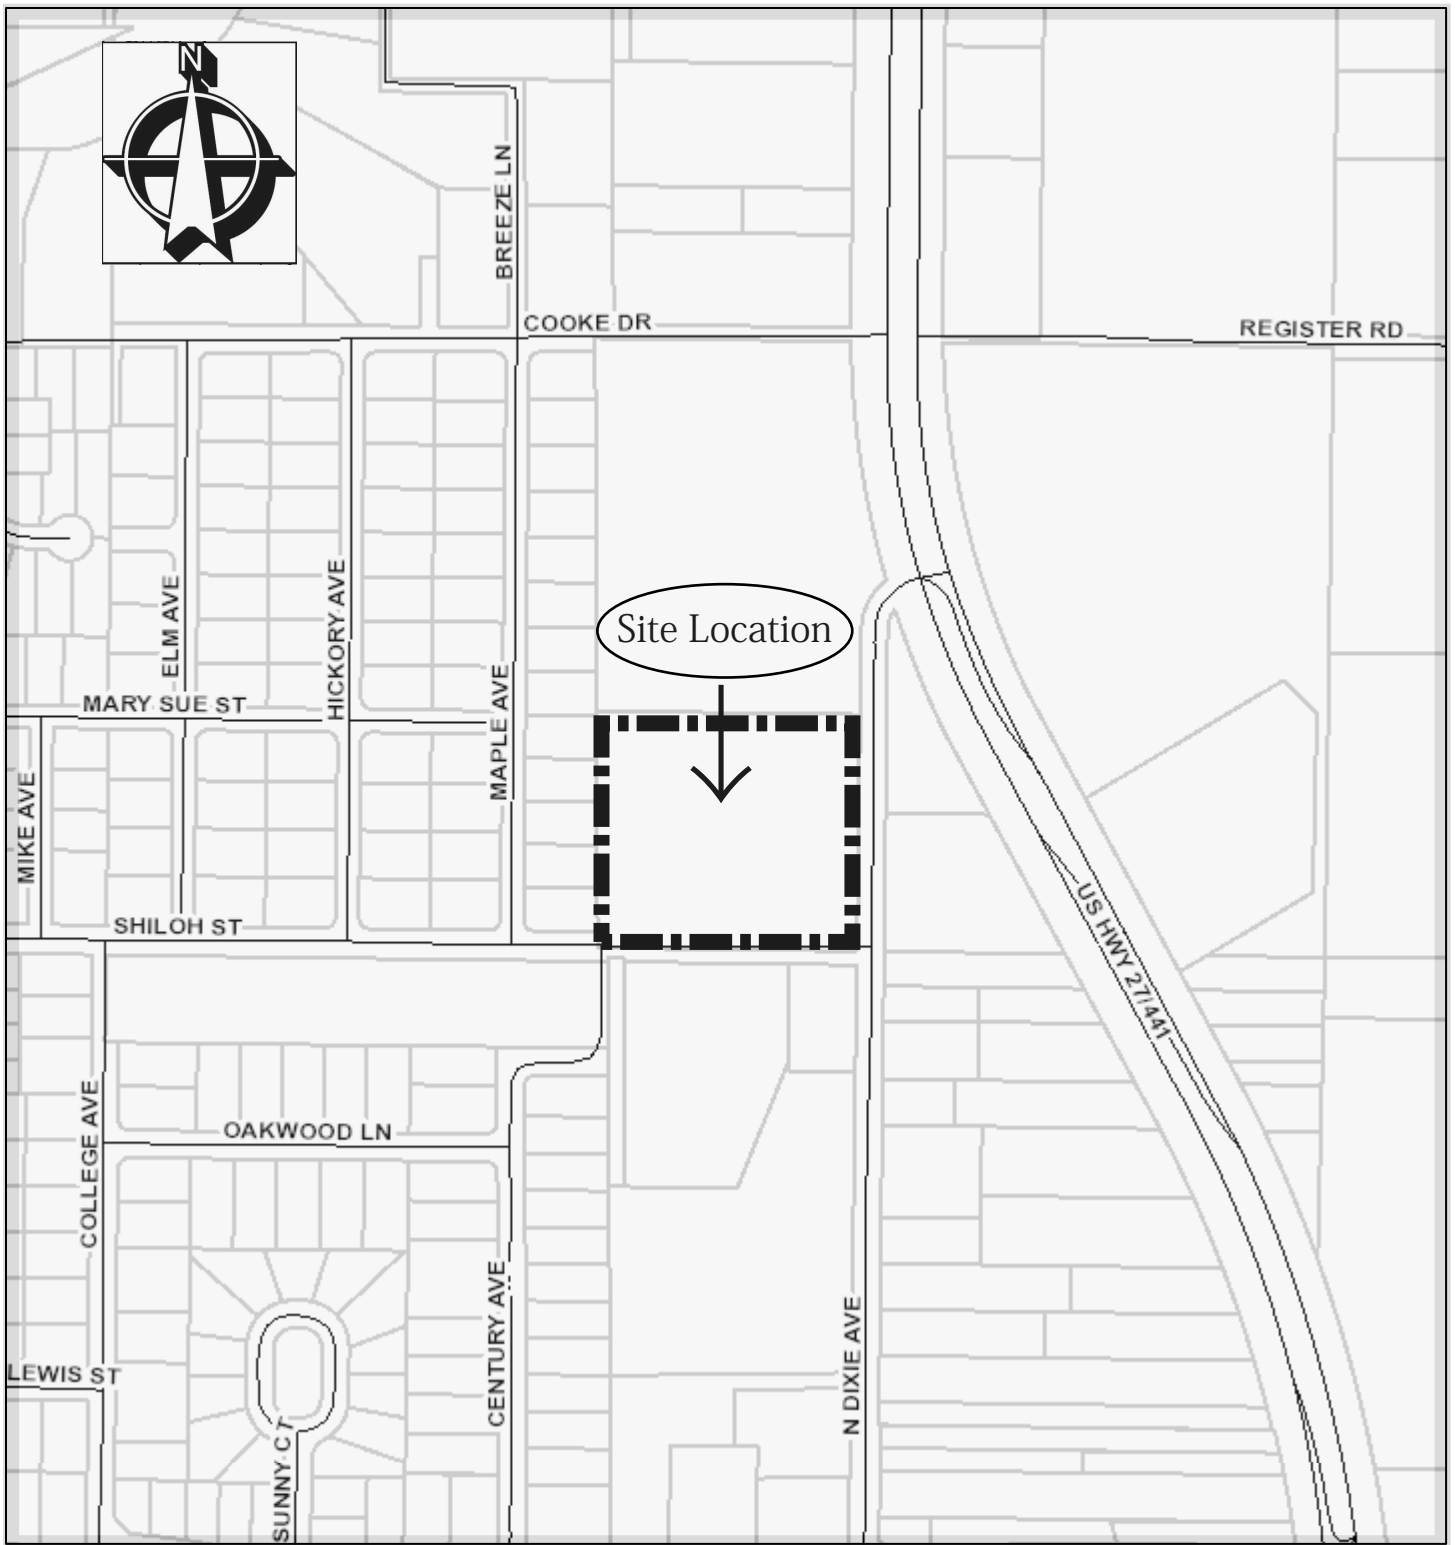 N
BREEZE LN
COOKE DR
REGISTER RD
ELM AVE
HICKORY AVE
Site Location
MARY SUE ST
MAPLE AVE
MIKE AVE
SHILOH ST
US HWY 27/441
COLLEGE AVE
OAKWOOD LN
CENTURY AVE
N DIXIE AVE
LEWIS ST
SUNNY CT